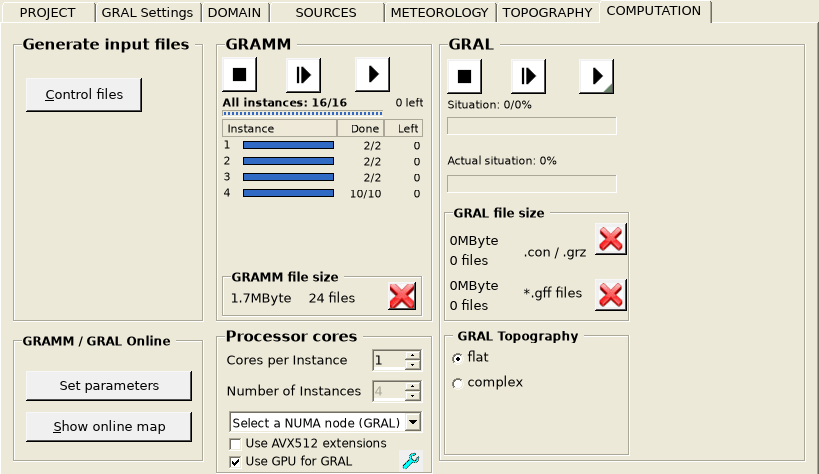 PROJECT GRAL Settings DOMAIN SOURCES METEOROLOGY TOPOGRAPHY COMPUTATION
Generate input files
Control files
GRAMM / GRAL Online
Set parameters
Show online map
GRAMM
All instances: 16/16 0 left
Instance Done Left
1 2/2 0
2 2/2 0
3 2/2 0
4 10/10 0
GRAMM file size
1.7MByte 24 files
Processor cores
Cores per Instance 1
Number of Instances 4
Select a NUMA node (GRAL)
Use AVX512 extensions
Use GPU for GRAL
GRAL
Situation: 0/0%
Actual situation: 0%
GRAL file size
0MByte
0 files
.con / .grz
0MByte
0 files
*.gff files
GRAL Topography
flat
complex